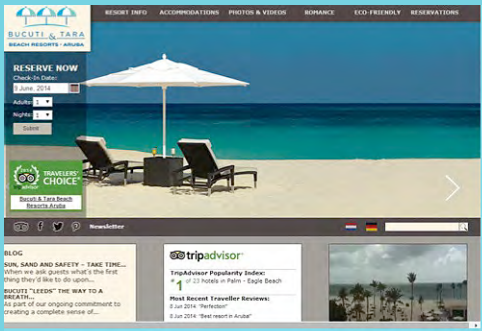 BUCUTI & TARA
BEACH RESORTS · ARUBA
RESORT INFO
ACCOMMODATIONS
PHOTOS & VIDEOS
ROMANCE
ECO-FRIENDLY
RESERVATIONS
RESERVE NOW
Check-In Date:
9 June, 2014
Adults: 1
Nights: 1
Submit
2014
tripadvisor
TRAVELERS'
CHOICE
Bucuti & Tara Beach
Resorts Aruba
Newsletter
BLOG
SUN, SAND AND SAFETY – TAKE TIME...
When we ask guests what's the first
thing they'd like to do upon...
BUCUTI "LEEDS" THE WAY TO A
BREATH...
As part of our ongoing commitment to
creating a complete sense of...
tripadvisor
TripAdvisor Popularity Index:
#1 of 23 hotels in Palm - Eagle Beach
Most Recent Traveller Reviews:
8 Jun 2014: "Perfection"
8 Jun 2014: "Best resort in Aruba!"